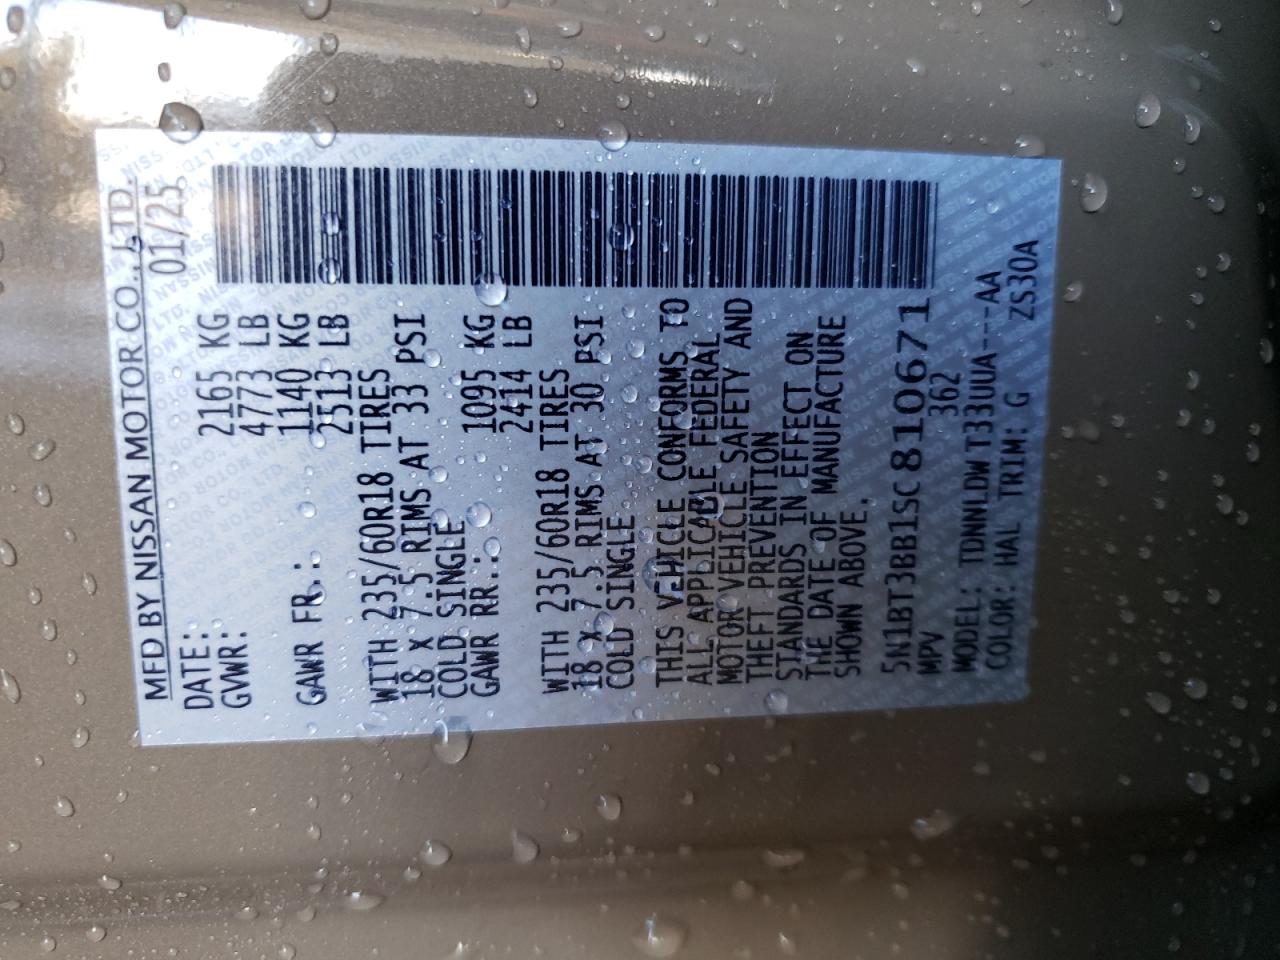 MFD BY NISSAN MOTOR CO., LTD.
DATE: 01/25
GVWR: 2165 KG
4773 LB
GAWR FR.: 1140 KG
2513 LB
WITH 235/60R18 TIRES
18 X 7.5 RIMS AT 33 PSI
COLD SINGLE
GAWR RR.: 1095 KG
2414 LB
WITH 235/60R18 TIRES
18 X 7.5 RIMS AT 30 PSI
COLD SINGLE
THIS VEHICLE CONFORMS TO
ALL APPLICABLE FEDERAL
MOTOR VEHICLE SAFETY AND
THEFT PREVENTION
STANDARDS IN EFFECT ON
THE DATE OF MANUFACTURE
SHOWN ABOVE.
5N1BT3BB1SC810671
MPV 362
MODEL: TDNNLDWT33UUA---AA
COLOR: HAL TRIM: G ZS30A